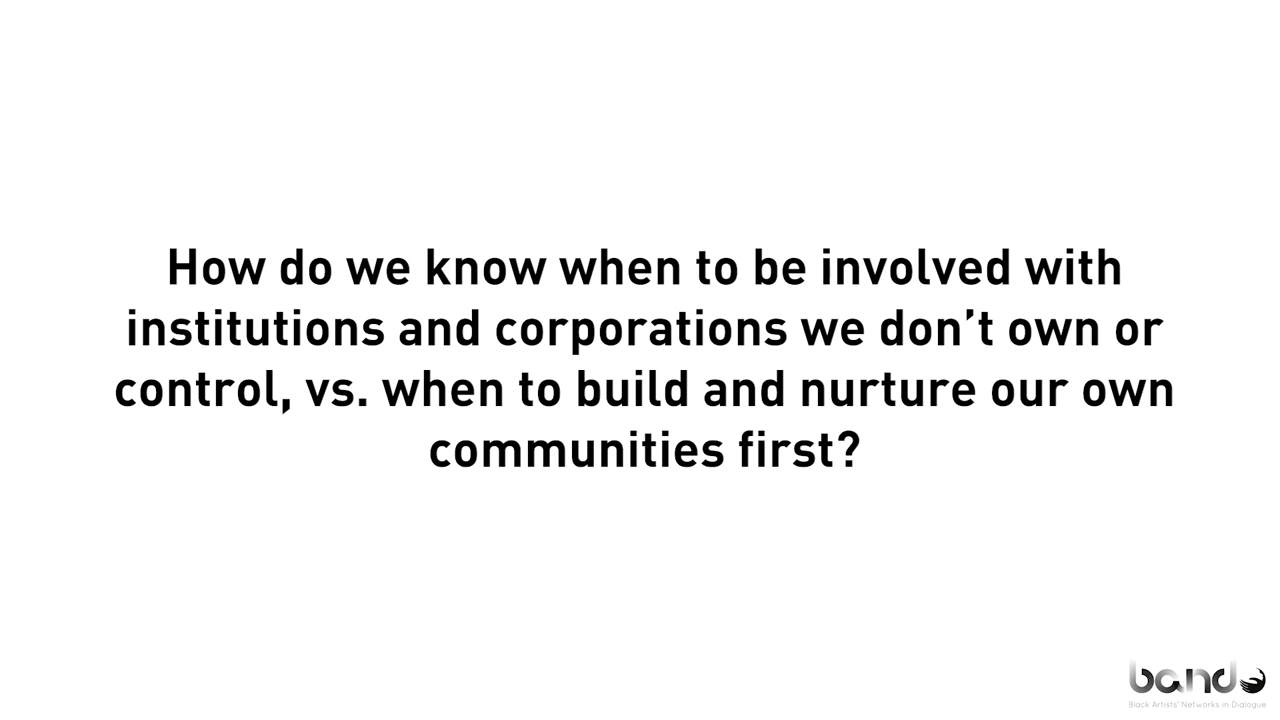 How do we know when to be involved with
institutions and corporations we don’t own or
control, vs. when to build and nurture our own
communities first?
band
Black Artists' Networks in Dialogue